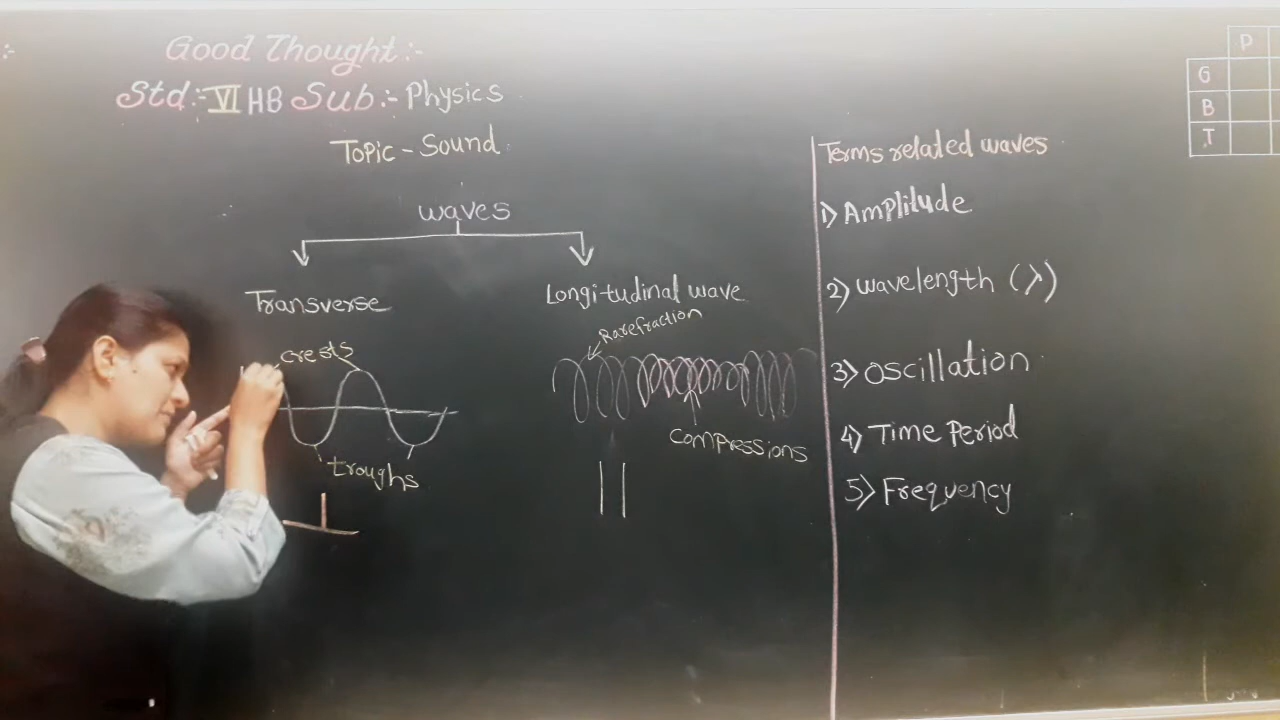 :-
Good Thought:-
Std:- VI HB Sub:- Physics
Topic - Sound
waves
Transverse
Longitudinal wave
crests
Rarefraction
troughs
compressions
Terms related waves
1) Amplitude
2) wavelength (λ)
3) Oscillation
4) Time Period
5) Frequency
P
G
B
T